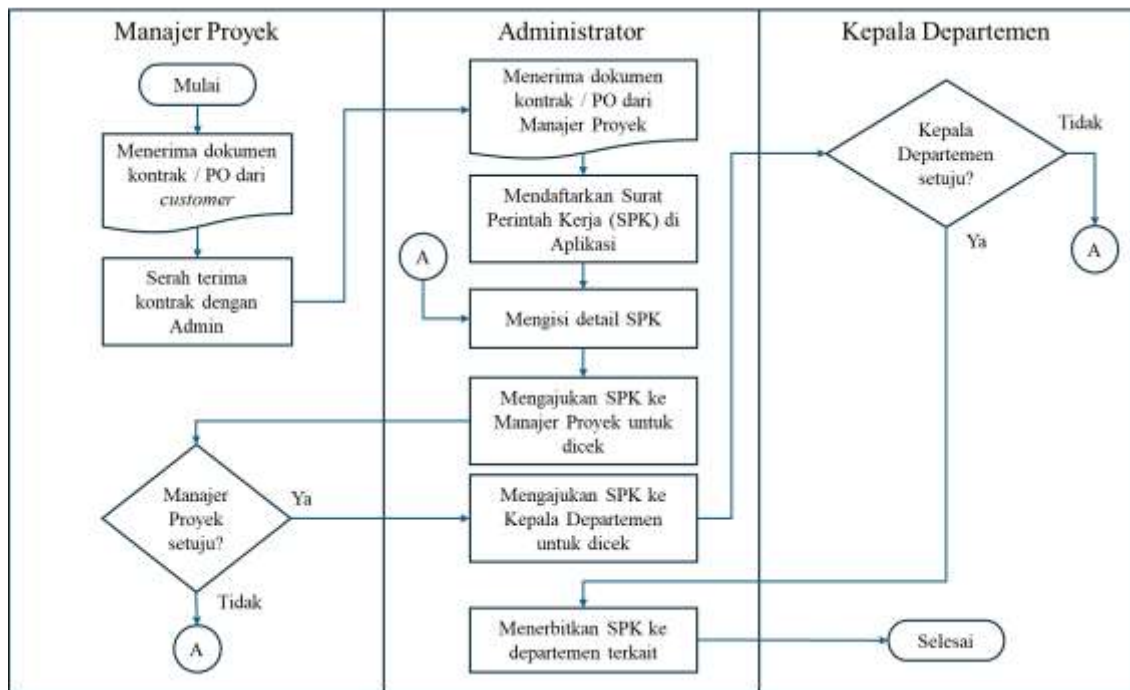 Manajer Proyek
Administrator
Kepala Departemen
Mulai
Menerima dokumen
kontrak / PO dari
customer
Serah terima
kontrak dengan
Admin
Menerima dokumen
kontrak / PO dari
Manajer Proyek
Mendaftarkan Surat
Perintah Kerja (SPK) di
Aplikasi
A
Mengisi detail SPK
Mengajukan SPK ke
Manajer Proyek untuk
dicek
Manajer
Proyek
setuju?
Ya
Tidak
A
Mengajukan SPK ke
Kepala Departemen
untuk dicek
Kepala
Departemen
setuju?
Tidak
A
Ya
Menerbitkan SPK ke
departemen terkait
Selesai